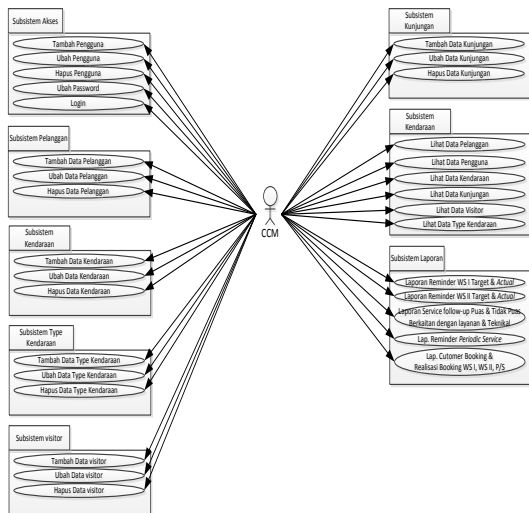 Subsistem Akses
Tambah Pengguna
Ubah Pengguna
Hapus Pengguna
Ubah Password
Login
Subsistem Pelanggan
Tambah Data Pelanggan
Ubah Data Pelanggan
Hapus Data Pelanggan
Subsistem
Kendaraan
Tambah Data Kendaraan
Ubah Data Kendaraan
Hapus Data Kendaraan
Subsistem Type
Kendaraan
Tambah Data Type Kendaraan
Ubah Data Type Kendaraan
Hapus Data Type Kendaraan
Subsistem visitor
Tambah Data visitor
Ubah Data visitor
Hapus Data visitor
CCM
Subsistem
Kunjungan
Tambah Data Kunjungan
Ubah Data Kunjungan
Hapus Data Kunjungan
Subsistem
Kendaraan
Lihat Data Pelanggan
Lihat Data Pengguna
Lihat Data Kendaraan
Lihat Data Kunjungan
Lihat Data Visitor
Lihat Data Type Kendaraan
Subsistem Laporan
Laporan Reminder WS I Target & Actual
Laporan Reminder WS II Target & Actual
Laporan Service follow-up Puas & Tidak Puas
Berkaitan dengan layanan & Teknikal
Lap. Reminder Periodic Service
Lap. Cutomer Booking &
Realisasi Booking WS I, WS II, P/S